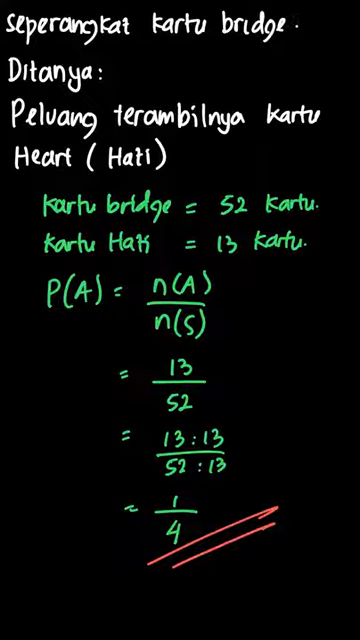 seperangkat kartu bridge.
Ditanya:
Peluang terambilnya kartu
Heart (Hati)
kartu bridge = 52 kartu.
kartu Hati = 13 kartu.
P(A) = n(A)
n(S)
= 13
52
= 13 : 13
52 : 13
= 1
4